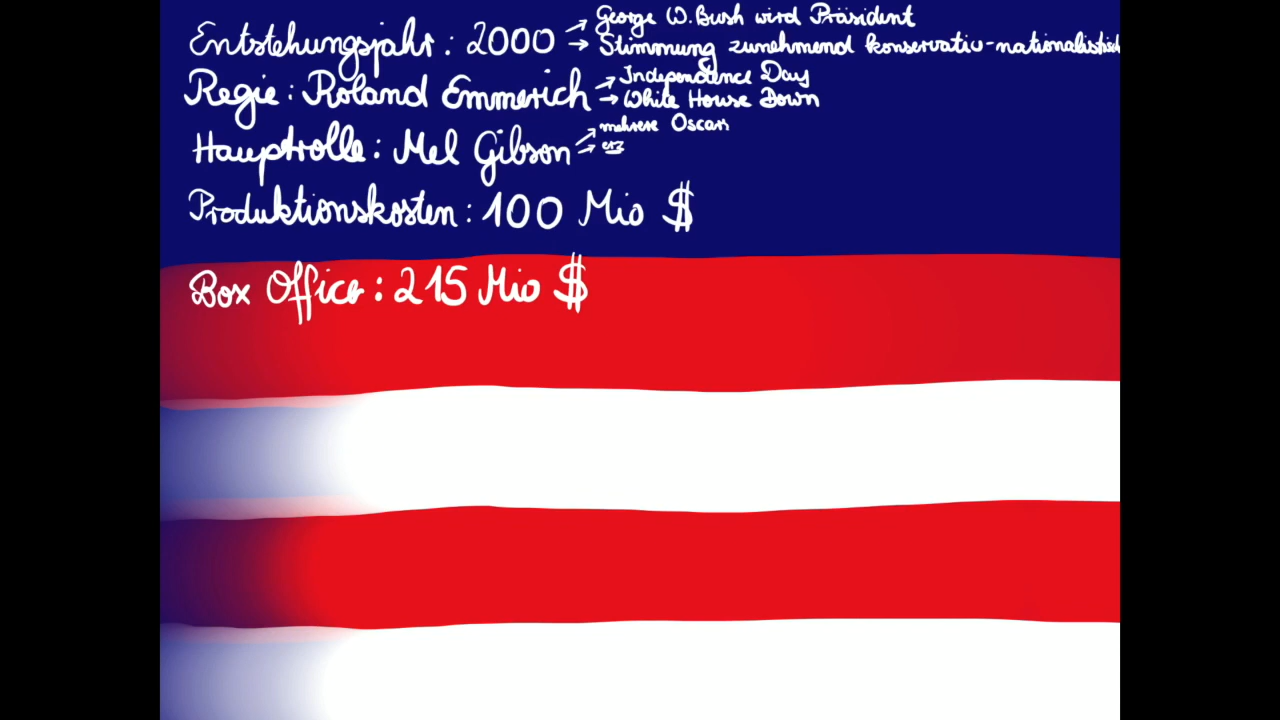 Entstehungsjahr: 2000
→ George W. Bush wird Präsident
→ Stimmung zunehmend konservativ-nationalistisch
Regie: Roland Emmerich
→ Independence Day
→ White House Down
Hauptrolle: Mel Gibson
→ mehrere Oscars
→ erz
Produktionskosten: 100 Mio $
Box Office: 215 Mio $